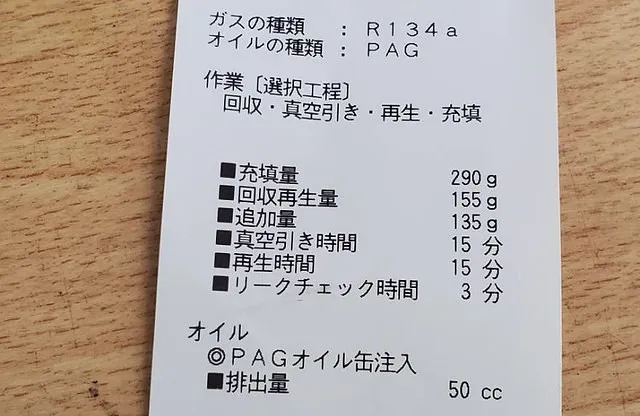 ガスの種類 : R134a
オイルの種類 : PAG
作業〔選択工程〕
回収・真空引き・再生・充填
■充填量 290g
■回収再生量 155g
■追加量 135g
■真空引き時間 15 分
■再生時間 15 分
■リークチェック時間 3 分
オイル
◎PAGオイル缶注入
■排出量 50 cc